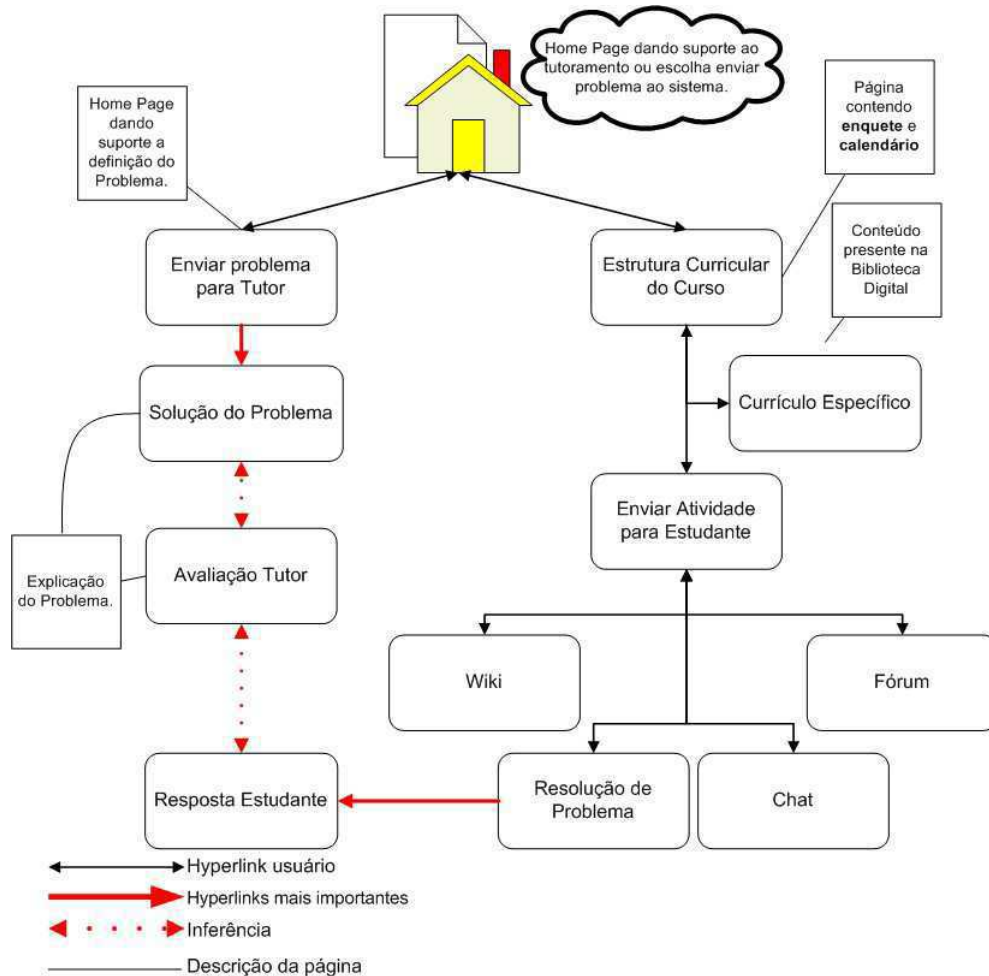 Home Page dando suporte ao
tutoramento ou escolha enviar
problema ao sistema.
Home Page
dando
suporte a
definição do
Problema.
Página
contendo
enquete e
calendário
Conteúdo
presente na
Biblioteca
Digital
Enviar problema
para Tutor
Estrutura Curricular
do Curso
Solução do Problema
Currículo Específico
Enviar Atividade
para Estudante
Avaliação Tutor
Explicação
do Problema.
Wiki
Fórum
Resposta Estudante
Resolução de
Problema
Chat
Hyperlink usuário
Hyperlinks mais importantes
Inferência
Descrição da página